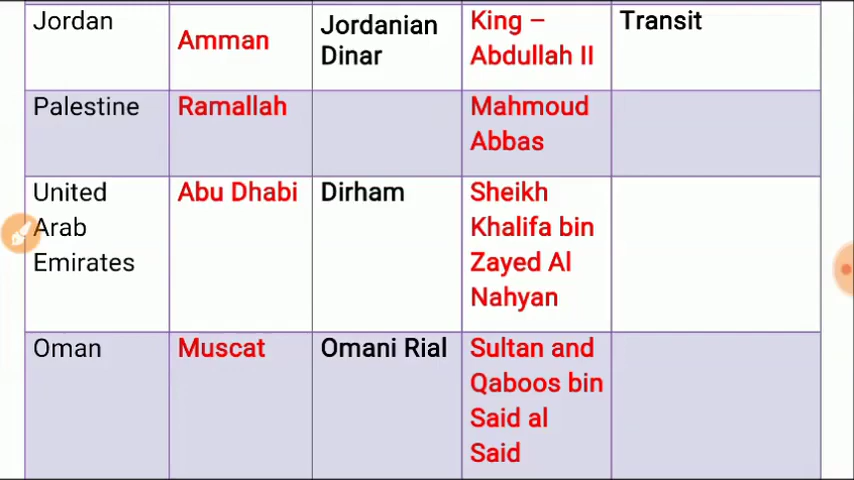 Jordan
Amman
Jordanian
Dinar
King –
Abdullah II
Transit
Palestine
Ramallah
Mahmoud
Abbas
United
Arab
Emirates
Abu Dhabi
Dirham
Sheikh
Khalifa bin
Zayed Al
Nahyan
Oman
Muscat
Omani Rial
Sultan and
Qaboos bin
Said al
Said